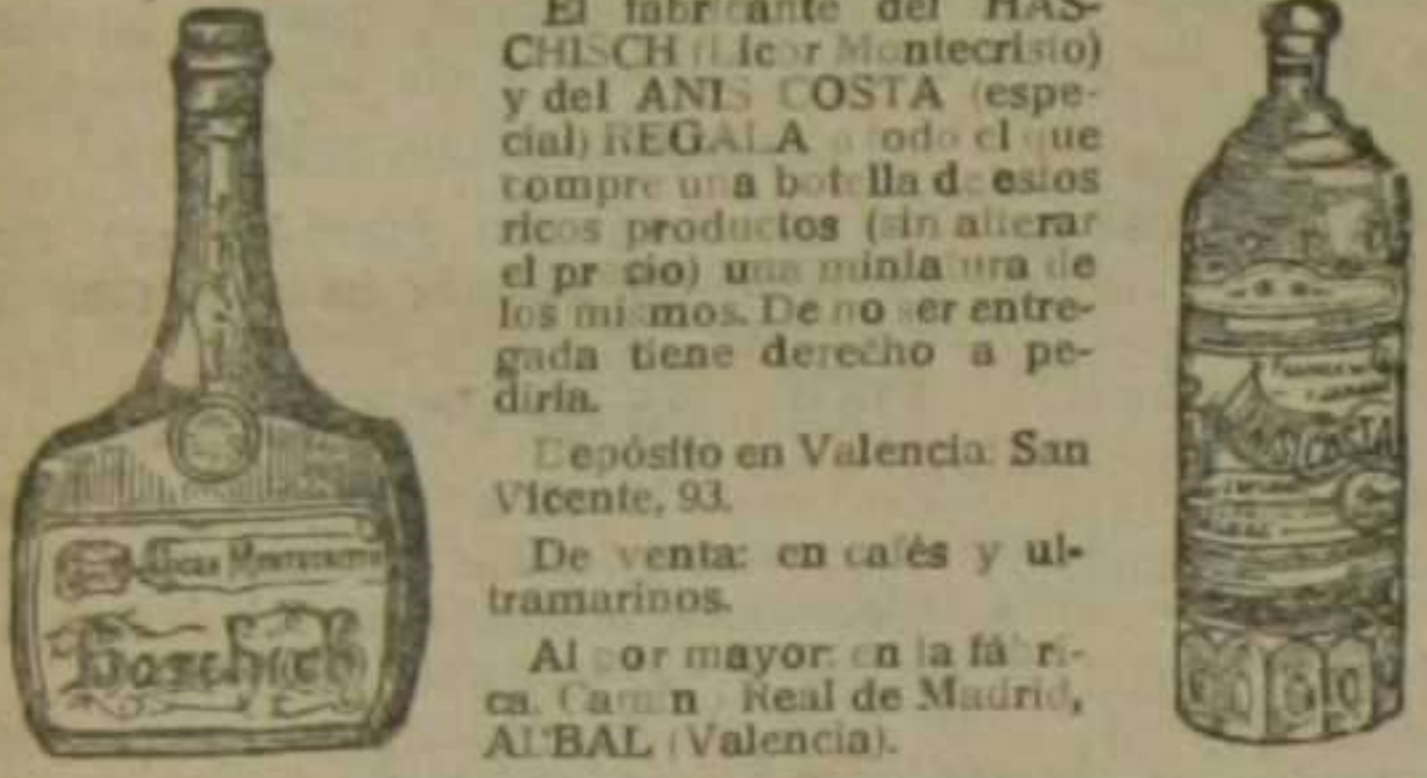 El fabricante del HAS-
CHISCH (Licor Montecristo)
y del ANIS COSTA (espe-
cial) REGALA a todo el que
compre una botella de estos
ricos productos (sin alterar
el precio) una miniatura de
los mismos. De no ser entre-
gada tiene derecho a pe-
dirla.
Depósito en Valencia: San
Vicente, 93.
De venta: en cafés y ul-
tramarinos.
Al por mayor: en la fábri-
ca. Camino Real de Madrid,
ALBAL (Valencia).
Licor Montecristo
Haschisch
COSTA
ALBAL